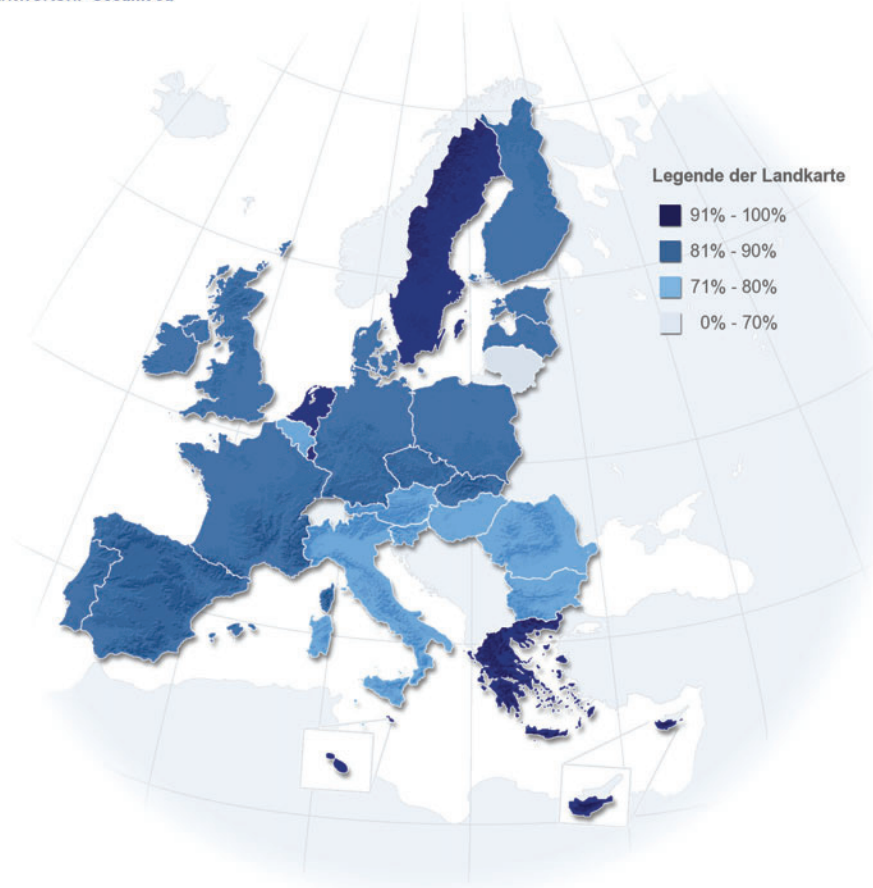 Legende der Landkarte
91% - 100%
81% - 90%
71% - 80%
0% - 70%